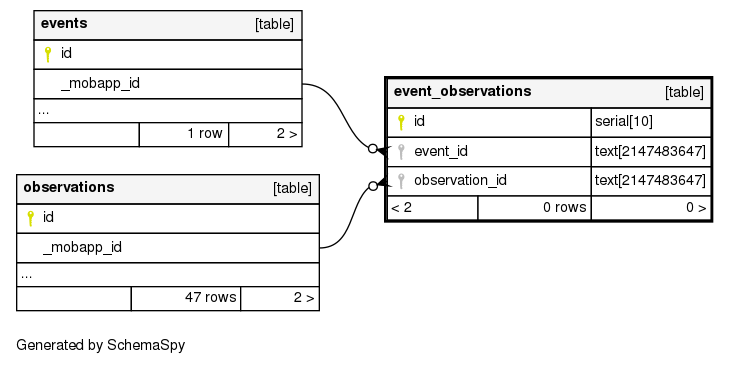 events [table]
id
_mobapp_id
...
1 row 2 >
event_observations [table]
id serial[10]
event_id text[2147483647]
observation_id text[2147483647]
< 2 0 rows 0 >
observations [table]
id
_mobapp_id
...
47 rows 2 >
Generated by SchemaSpy